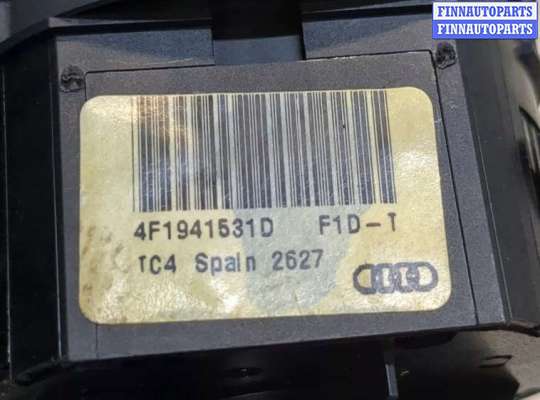 FINNAUTOPARTS
FINNAUTOPARTS
4F1941531D F1D-T
TC4 Spain 2627